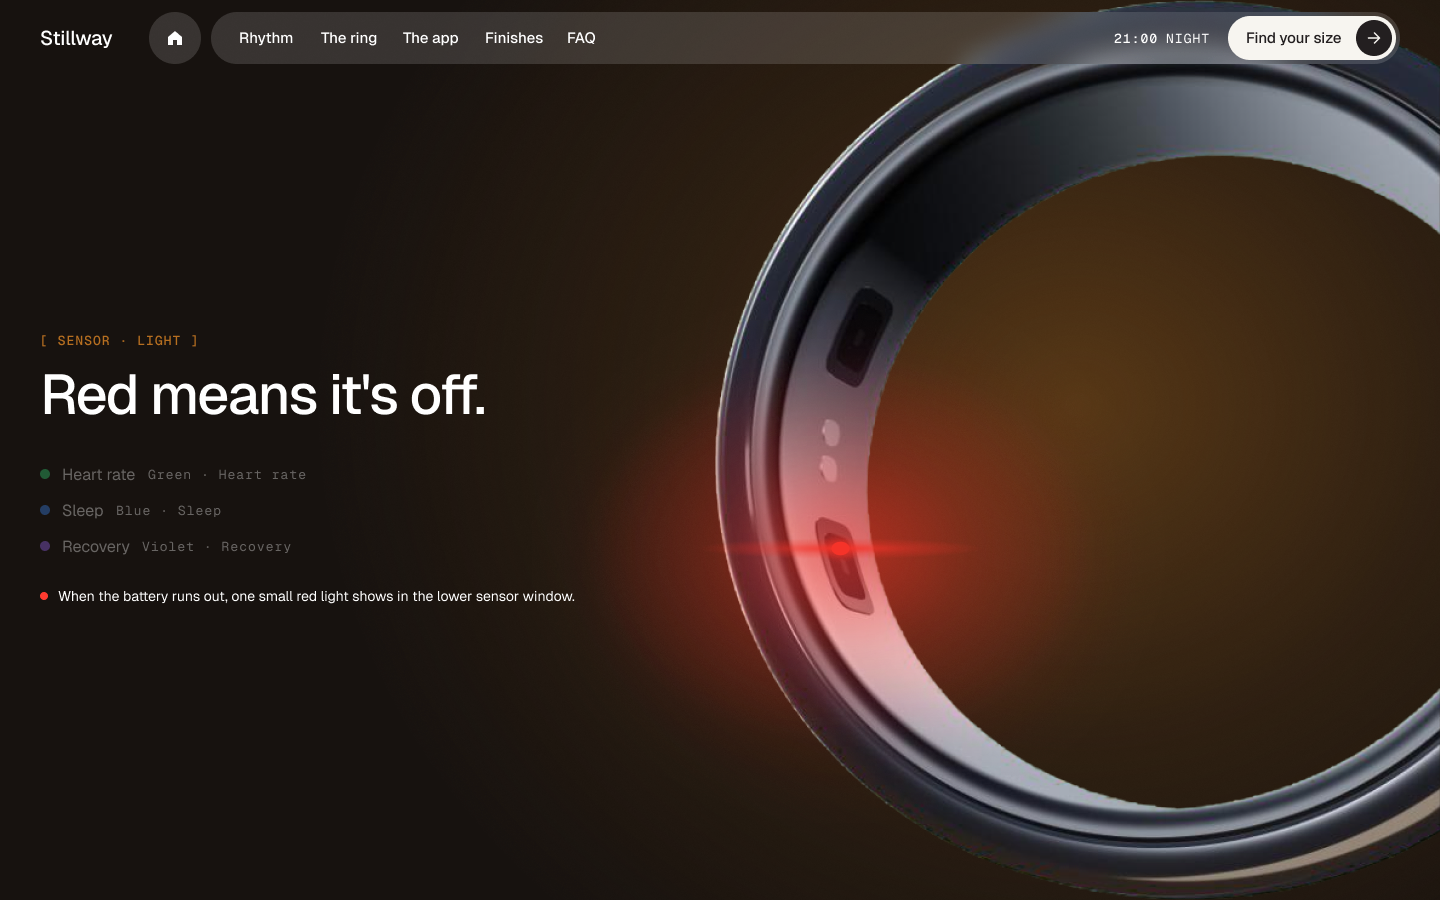 Stillway
Rhythm The ring The app Finishes FAQ
21:00 NIGHT
Find your size
[ SENSOR · LIGHT ]
Red means it's off.
Heart rate Green · Heart rate
Sleep Blue · Sleep
Recovery Violet · Recovery
When the battery runs out, one small red light shows in the lower sensor window.